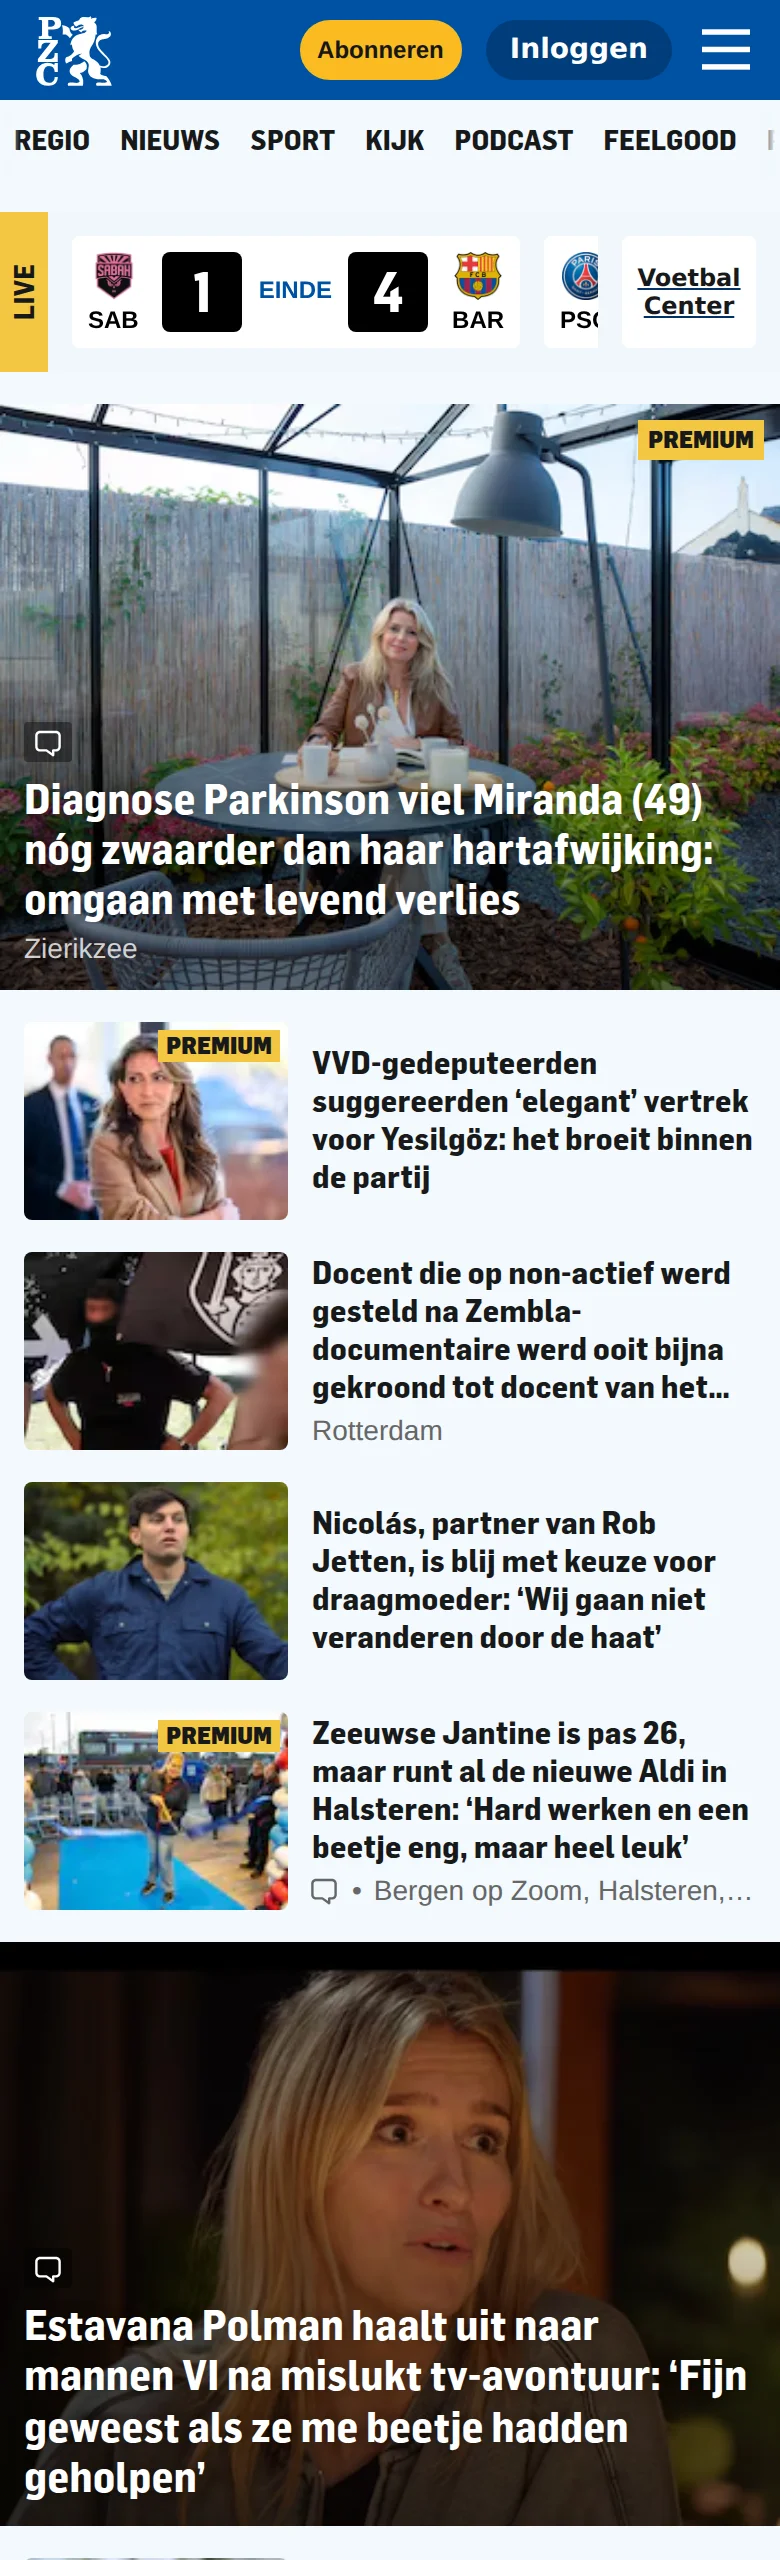 PZC
Abonneren
Inloggen
REGIO NIEUWS SPORT KIJK PODCAST FEELGOOD
LIVE
SABAH
SAB
1
EINDE
4
FCB
BAR
PARIS
PSG
Voetbal
Center
PREMIUM
Diagnose Parkinson viel Miranda (49)
nóg zwaarder dan haar hartafwijking:
omgaan met levend verlies
Zierikzee
PREMIUM
VVD-gedeputeerden
suggereerden ‘elegant’ vertrek
voor Yesilgöz: het broeit binnen
de partij
Docent die op non-actief werd
gesteld na Zembla-
documentaire werd ooit bijna
gekroond tot docent van het...
Rotterdam
Nicolás, partner van Rob
Jetten, is blij met keuze voor
draagmoeder: ‘Wij gaan niet
veranderen door de haat’
PREMIUM
Zeeuwse Jantine is pas 26,
maar runt al de nieuwe Aldi in
Halsteren: ‘Hard werken en een
beetje eng, maar heel leuk’
• Bergen op Zoom, Halsteren,…
Estavana Polman haalt uit naar
mannen VI na mislukt tv-avontuur: ‘Fijn
geweest als ze me beetje hadden
geholpen’